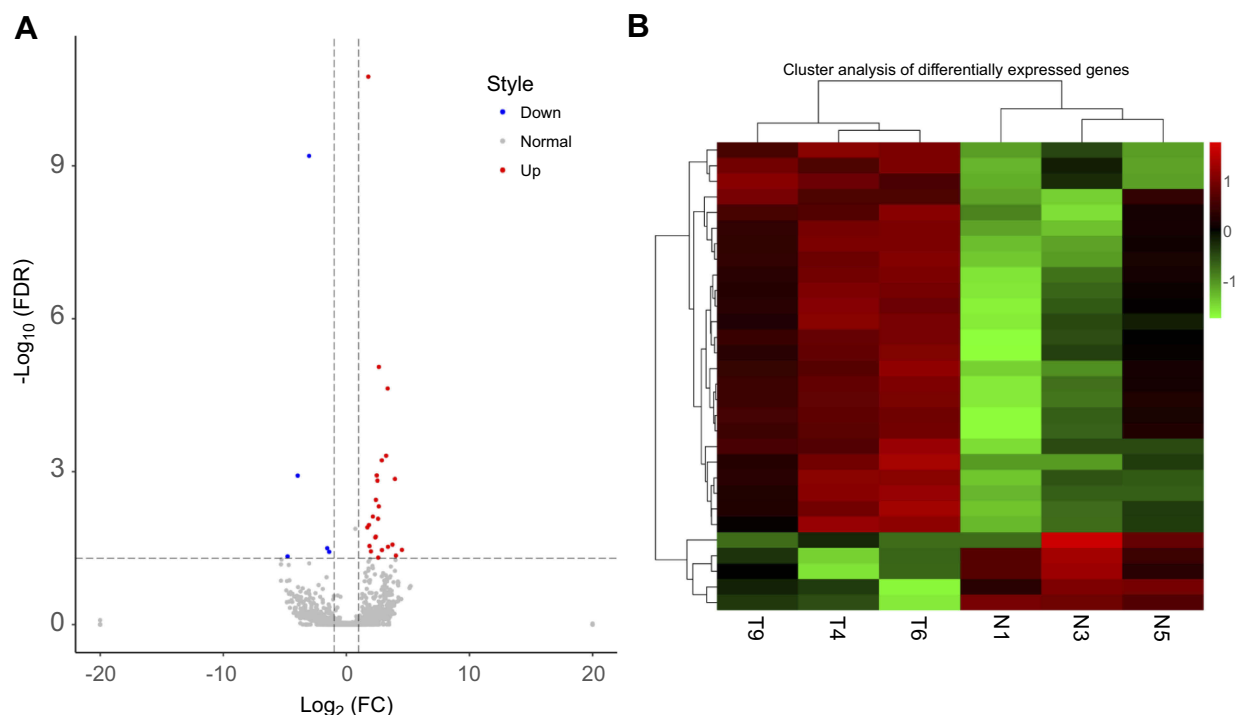 A
B
Style
Down
Normal
Up
9
6
3
0
-Log10 (FDR)
-20
-10
0
10
20
Log2 (FC)
Cluster analysis of differentially expressed genes
1
0
-1
T9
T4
T6
N1
N3
N5